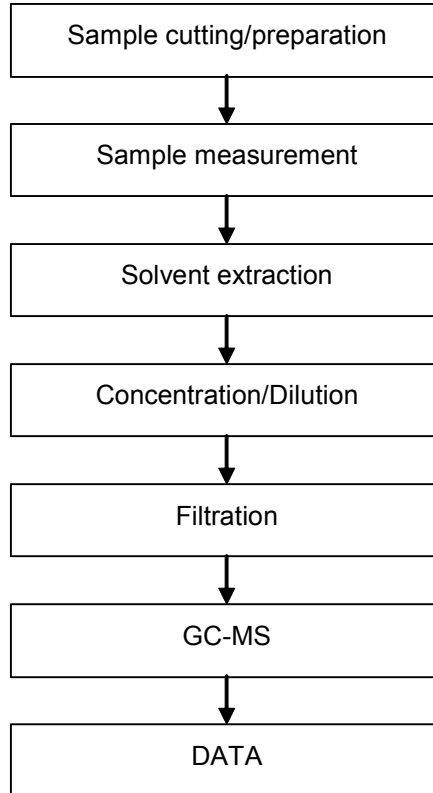 Sample cutting/preparation
Sample measurement
Solvent extraction
Concentration/Dilution
Filtration
GC-MS
DATA